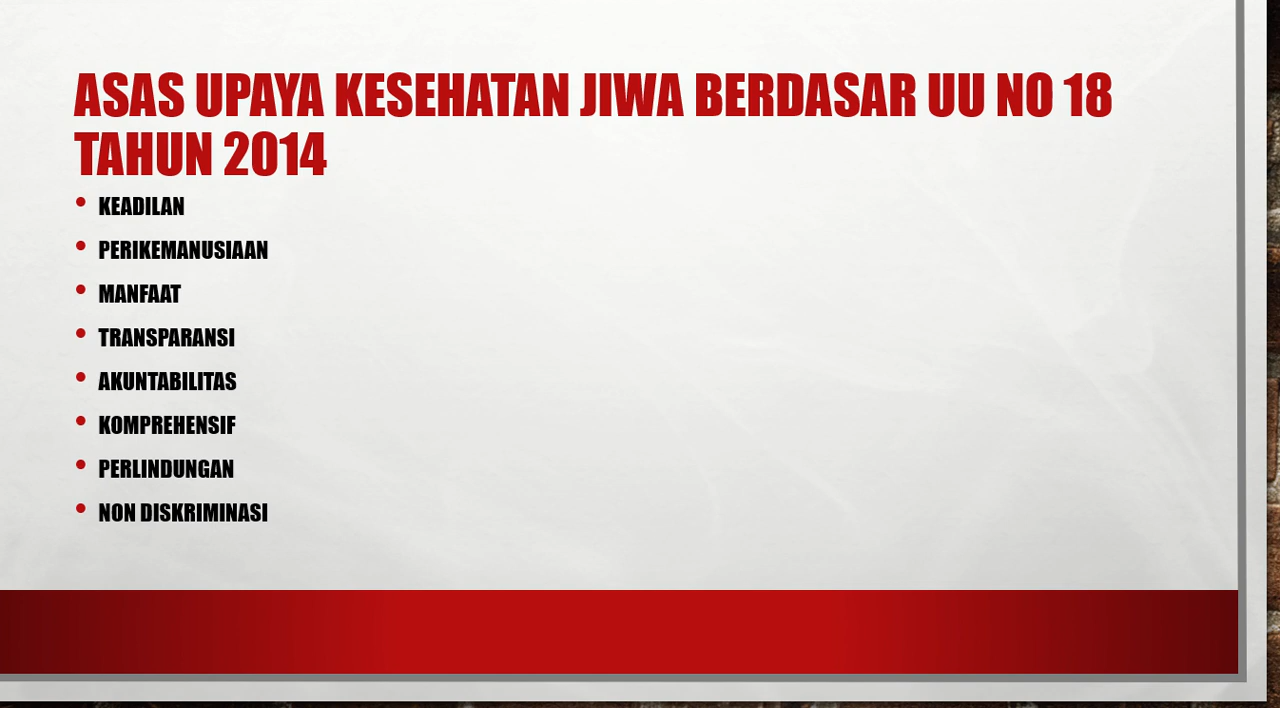 ASAS UPAYA KESEHATAN JIWA BERDASAR UU NO 18
TAHUN 2014
• KEADILAN
• PERIKEMANUSIAAN
• MANFAAT
• TRANSPARANSI
• AKUNTABILITAS
• KOMPREHENSIF
• PERLINDUNGAN
• NON DISKRIMINASI